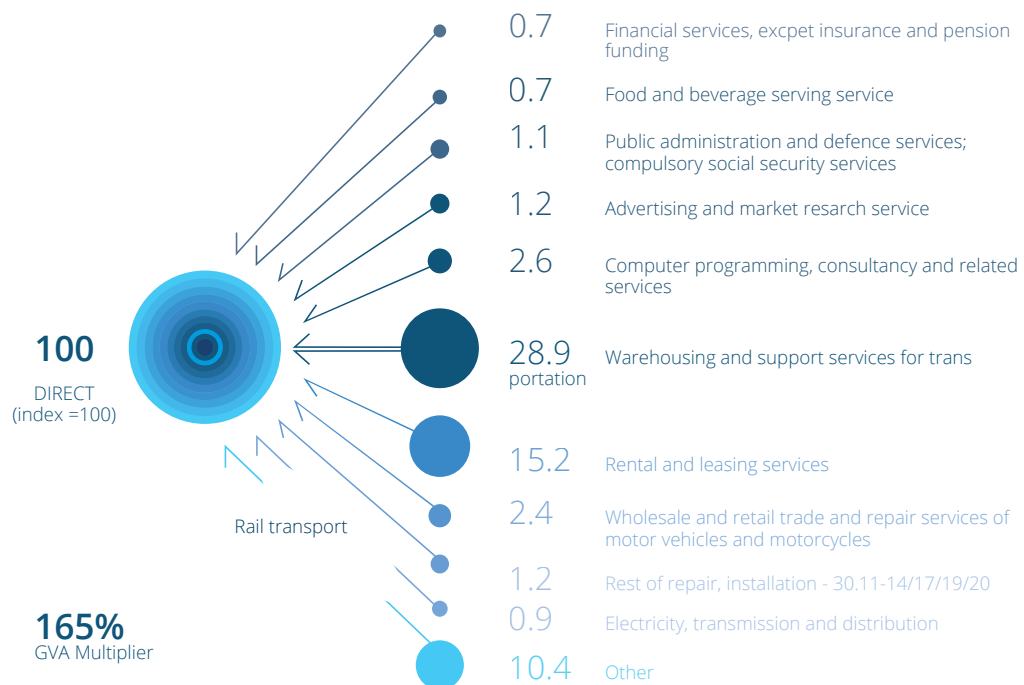 0.7 Financial services, excpet insurance and pension
funding
0.7 Food and beverage serving service
1.1 Public administration and defence services;
compulsory social security services
1.2 Advertising and market resarch service
2.6 Computer programming, consultancy and related
services
100
DIRECT
(index =100)
28.9 Warehousing and support services for trans
portation
15.2 Rental and leasing services
2.4 Wholesale and retail trade and repair services of
motor vehicles and motorcycles
Rail transport
1.2 Rest of repair, installation - 30.11-14/17/19/20
0.9 Electricity, transmission and distribution
165%
GVA Multiplier
10.4 Other